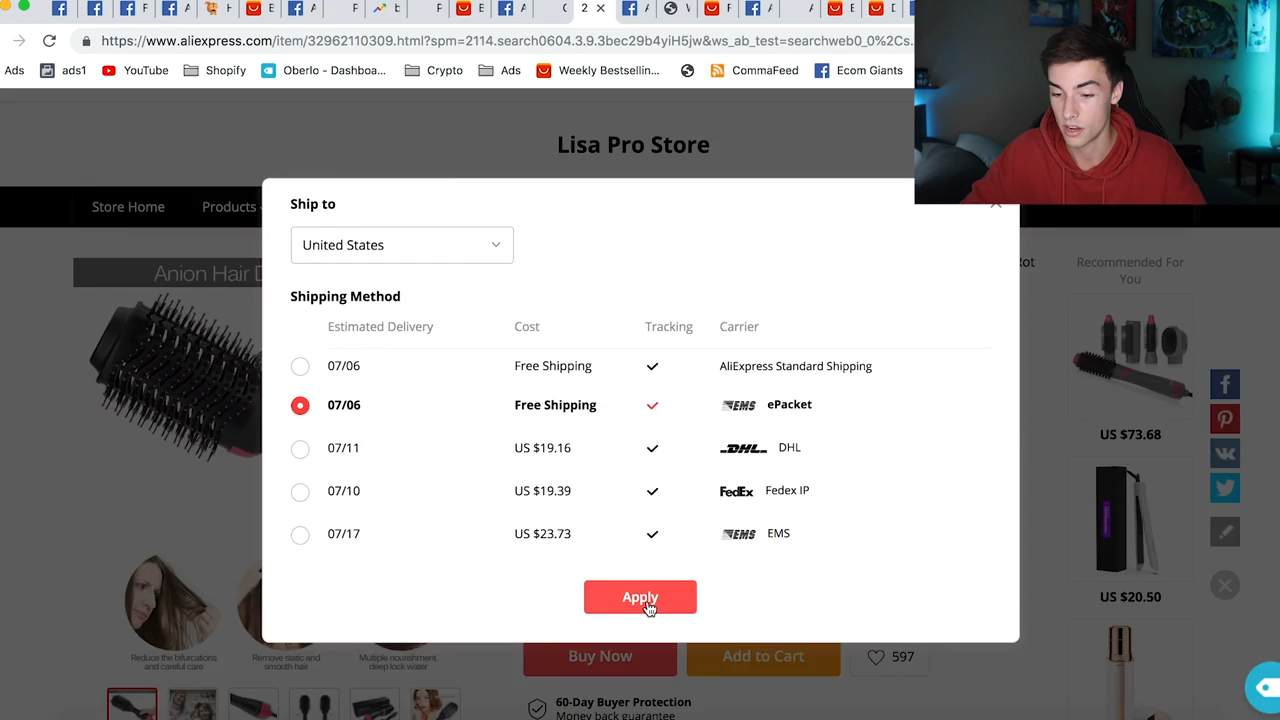 2
https://www.aliexpress.com/item/32962110309.html?spm=2114.search0604.3.9.3bec29b4yiH5jw&ws_ab_test=searchweb0_0%2Cs.
Ads ads1 YouTube Shopify Oberlo - Dashboa... Crypto Ads Weekly Bestsellin... CommaFeed Ecom Giants
Lisa Pro Store
Store Home Products
Anion Hair D
Ship to
United States
Shipping Method
Estimated Delivery Cost Tracking Carrier
07/06 Free Shipping AliExpress Standard Shipping
07/06 Free Shipping EMS ePacket
07/11 US $19.16 DHL DHL
07/10 US $19.39 FedEx Fedex IP
07/17 US $23.73 EMS EMS
Apply
Recommended For
You
US $73.68
US $20.50
Reduce the bifurcations
and careful care
Remove static and
smooth hair
Multiple nourishment,
deep lock water
Buy Now Add to Cart 597
60-Day Buyer Protection
Money back guarantee